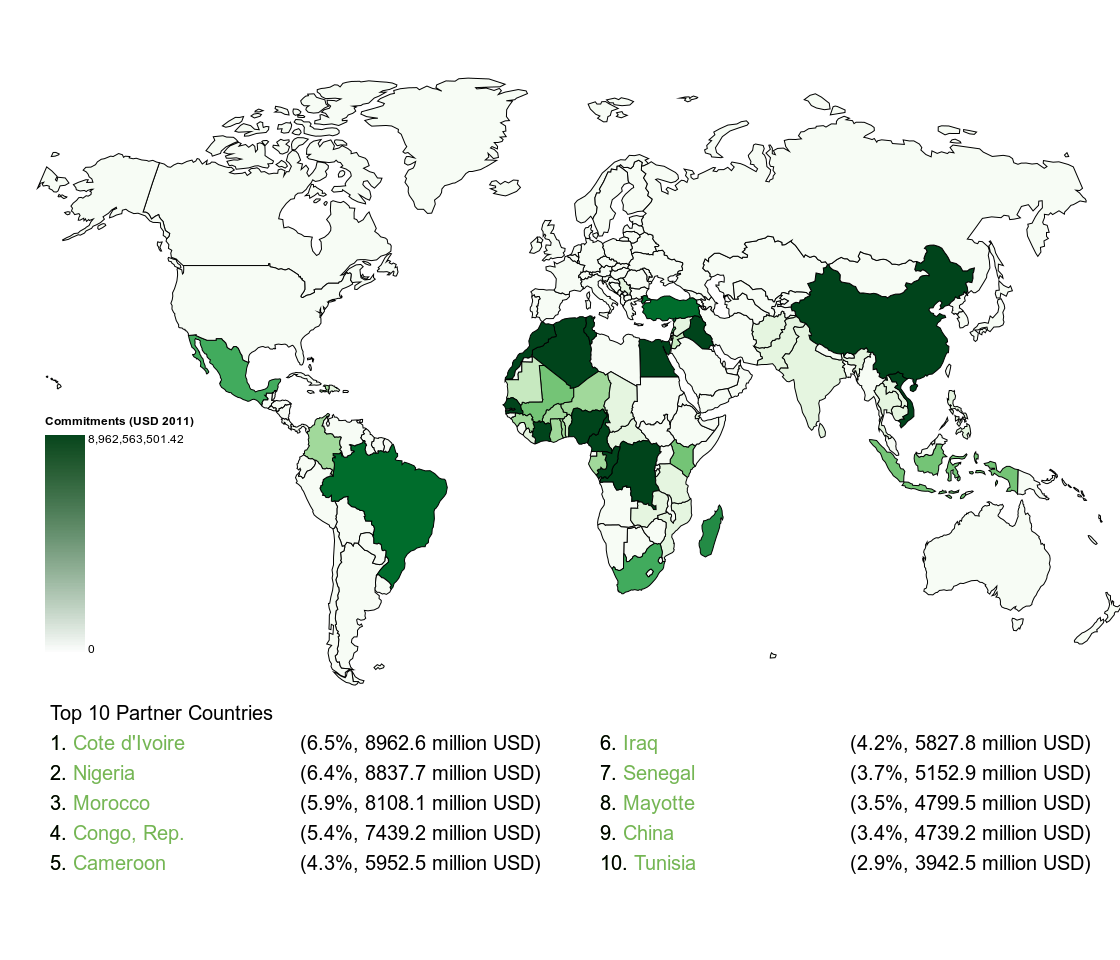 Commitments (USD 2011)
8,962,563,501.42
0
Top 10 Partner Countries
1. Cote d'Ivoire (6.5%, 8962.6 million USD)
2. Nigeria (6.4%, 8837.7 million USD)
3. Morocco (5.9%, 8108.1 million USD)
4. Congo, Rep. (5.4%, 7439.2 million USD)
5. Cameroon (4.3%, 5952.5 million USD)
6. Iraq (4.2%, 5827.8 million USD)
7. Senegal (3.7%, 5152.9 million USD)
8. Mayotte (3.5%, 4799.5 million USD)
9. China (3.4%, 4739.2 million USD)
10. Tunisia (2.9%, 3942.5 million USD)